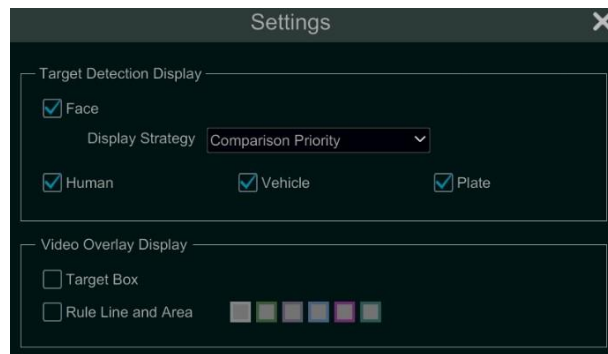 Settings
Target Detection Display
Face
Display Strategy Comparison Priority
Human Vehicle Plate
Video Overlay Display
Target Box
Rule Line and Area